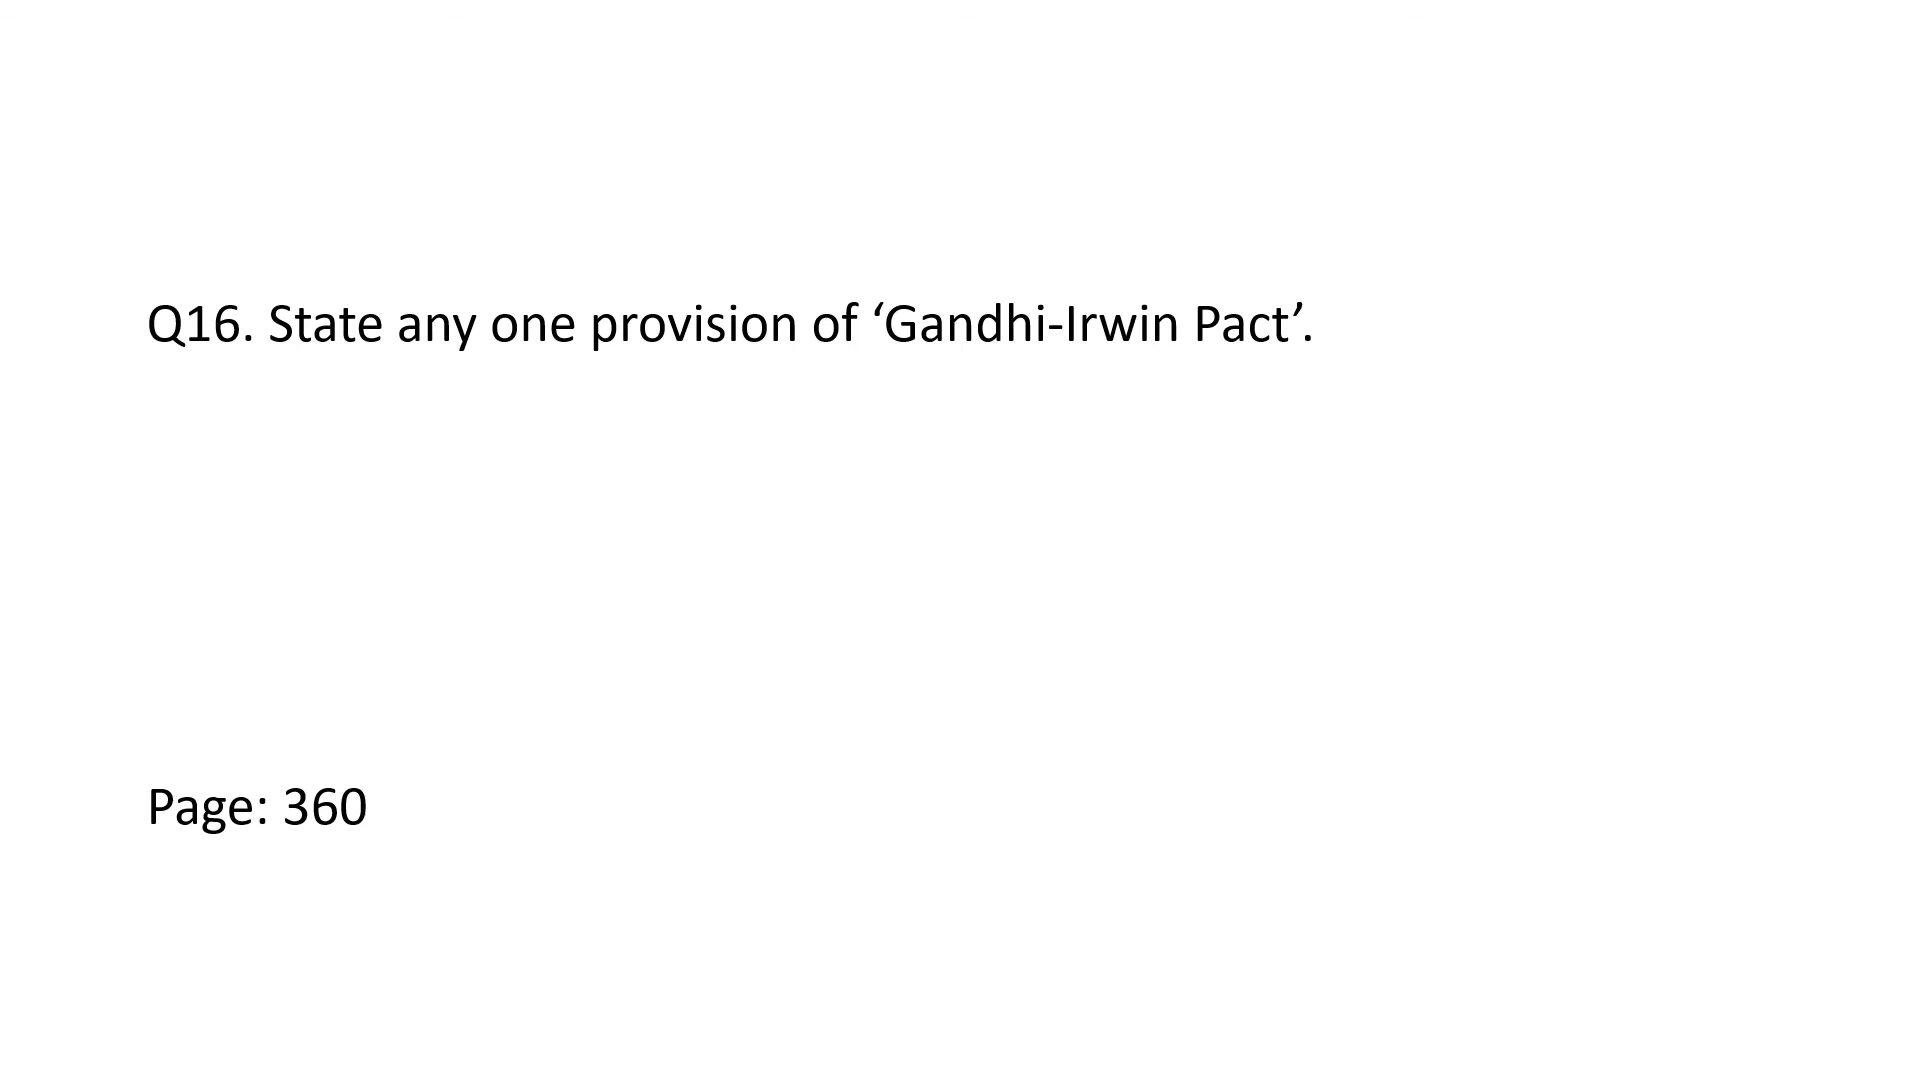 Q16. State any one provision of ‘Gandhi-Irwin Pact’.
Page: 360